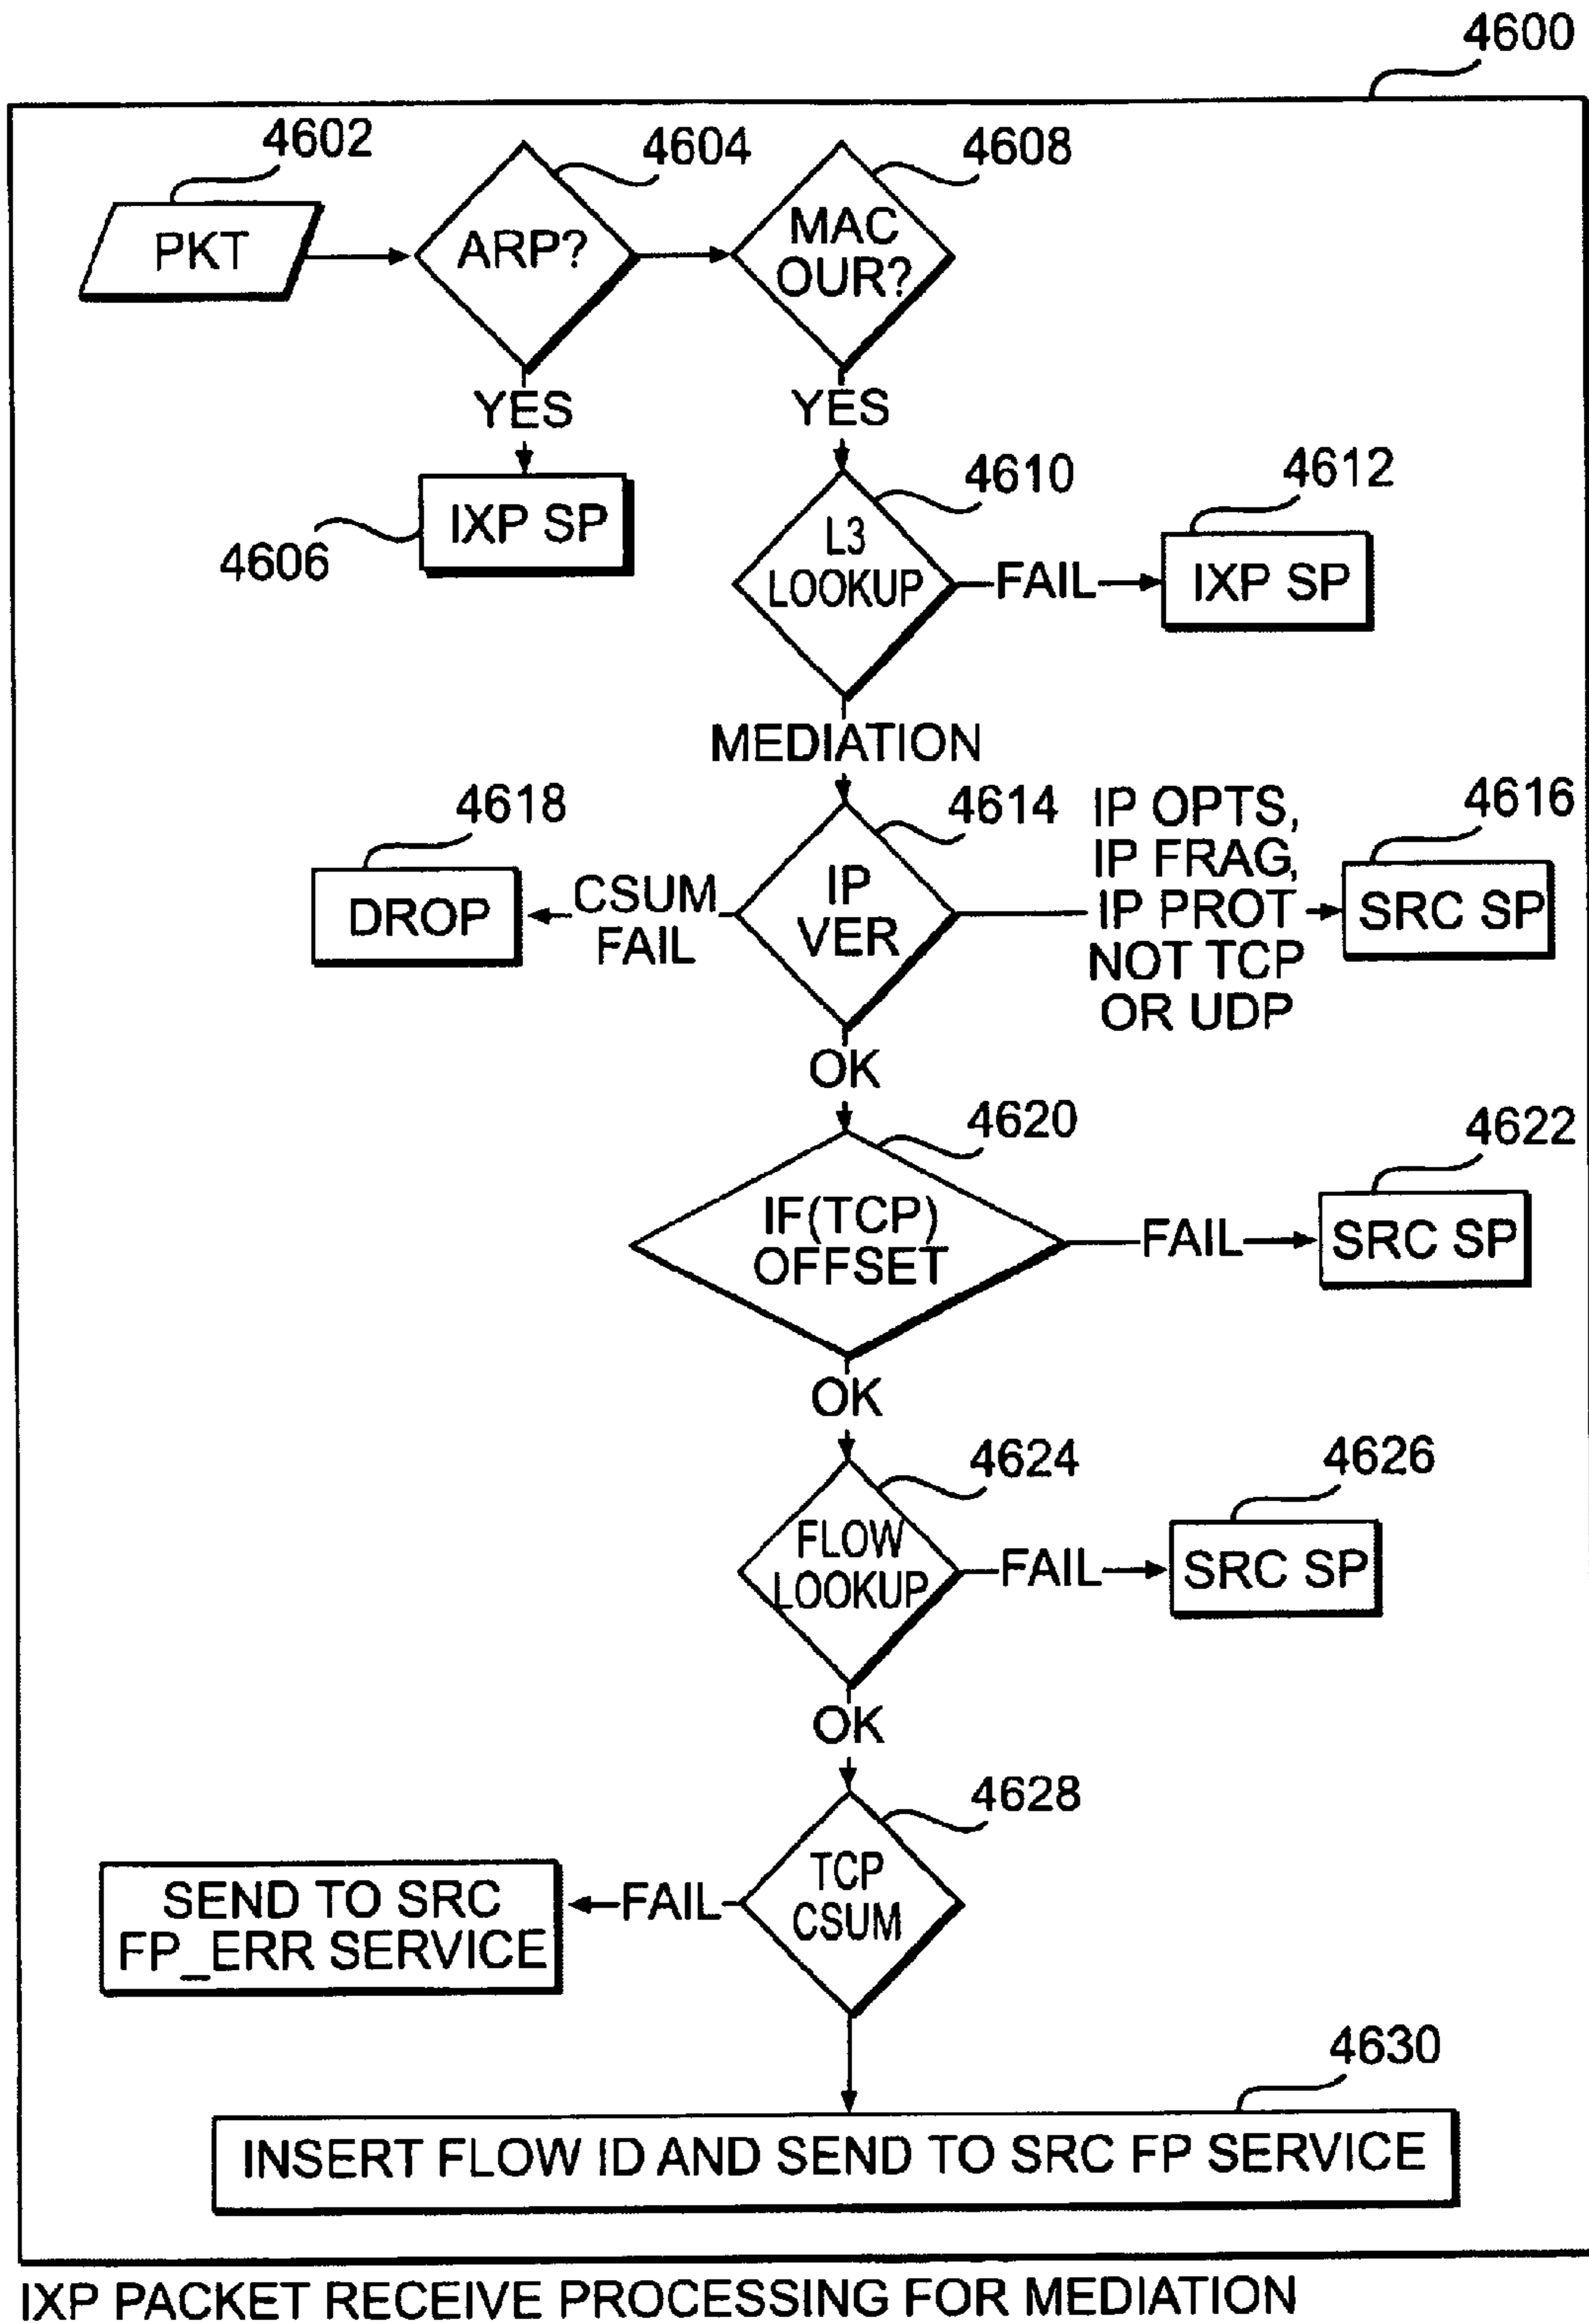 4600
4602
4604
4608
PKT
ARP?
MAC
OUR?
YES
YES
4606
IXP SP
4610
L3
LOOKUP
FAIL
4612
IXP SP
MEDIATION
4618
DROP
CSUM
FAIL
4614
IP
VER
IP OPTS,
IP FRAG,
IP PROT
NOT TCP
OR UDP
4616
SRC SP
OK
4620
IF(TCP)
OFFSET
FAIL
4622
SRC SP
OK
4624
FLOW
LOOKUP
FAIL
4626
SRC SP
OK
4628
TCP
CSUM
FAIL
SEND TO SRC
FP_ERR SERVICE
4630
INSERT FLOW ID AND SEND TO SRC FP SERVICE
IXP PACKET RECEIVE PROCESSING FOR MEDIATION